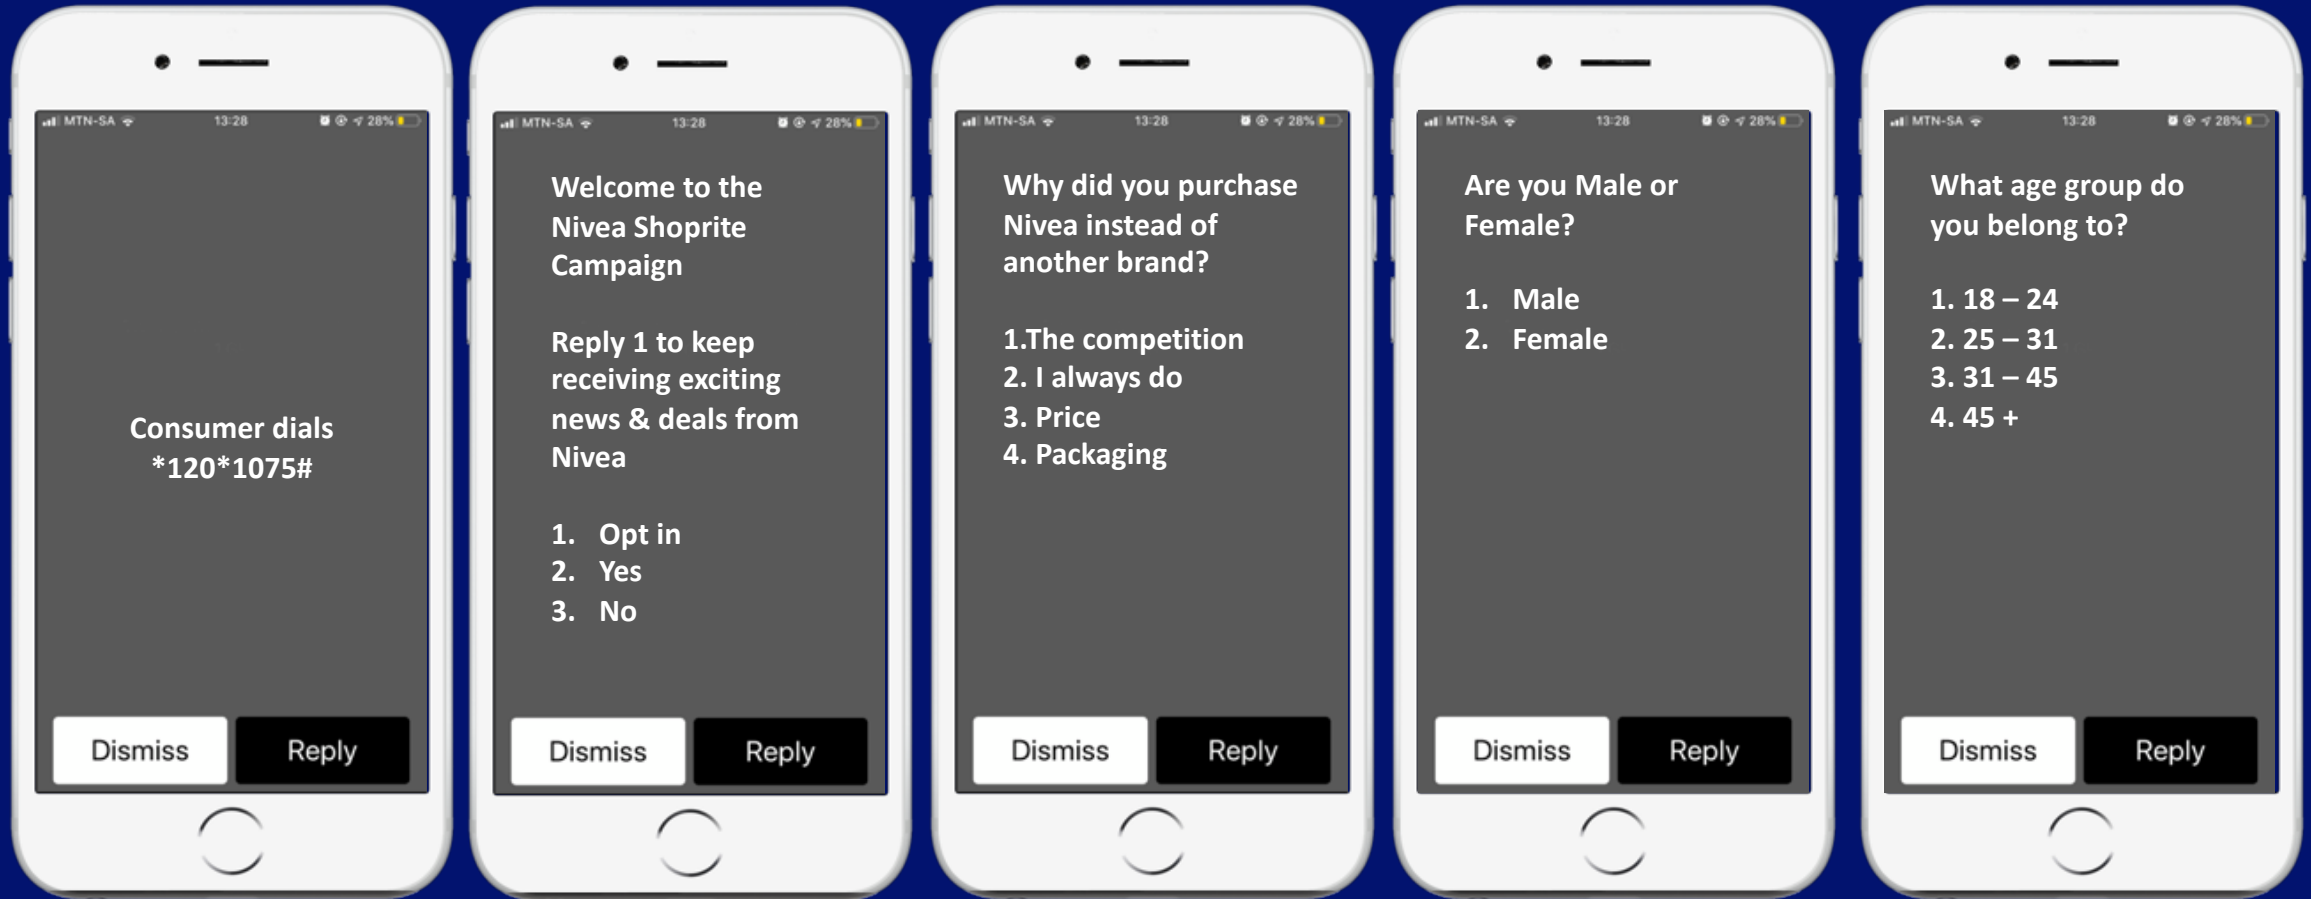 MTN-SA 13:28 28%
Consumer dials
*120*1075#
Dismiss Reply
MTN-SA 13:28 28%
Welcome to the
Nivea Shoprite
Campaign
Reply 1 to keep
receiving exciting
news & deals from
Nivea
1. Opt in
2. Yes
3. No
Dismiss Reply
MTN-SA 13:28 28%
Why did you purchase
Nivea instead of
another brand?
1.The competition
2. I always do
3. Price
4. Packaging
Dismiss Reply
MTN-SA 13:28 28%
Are you Male or
Female?
1. Male
2. Female
Dismiss Reply
MTN-SA 13:28 28%
What age group do
you belong to?
1. 18 – 24
2. 25 – 31
3. 31 – 45
4. 45 +
Dismiss Reply